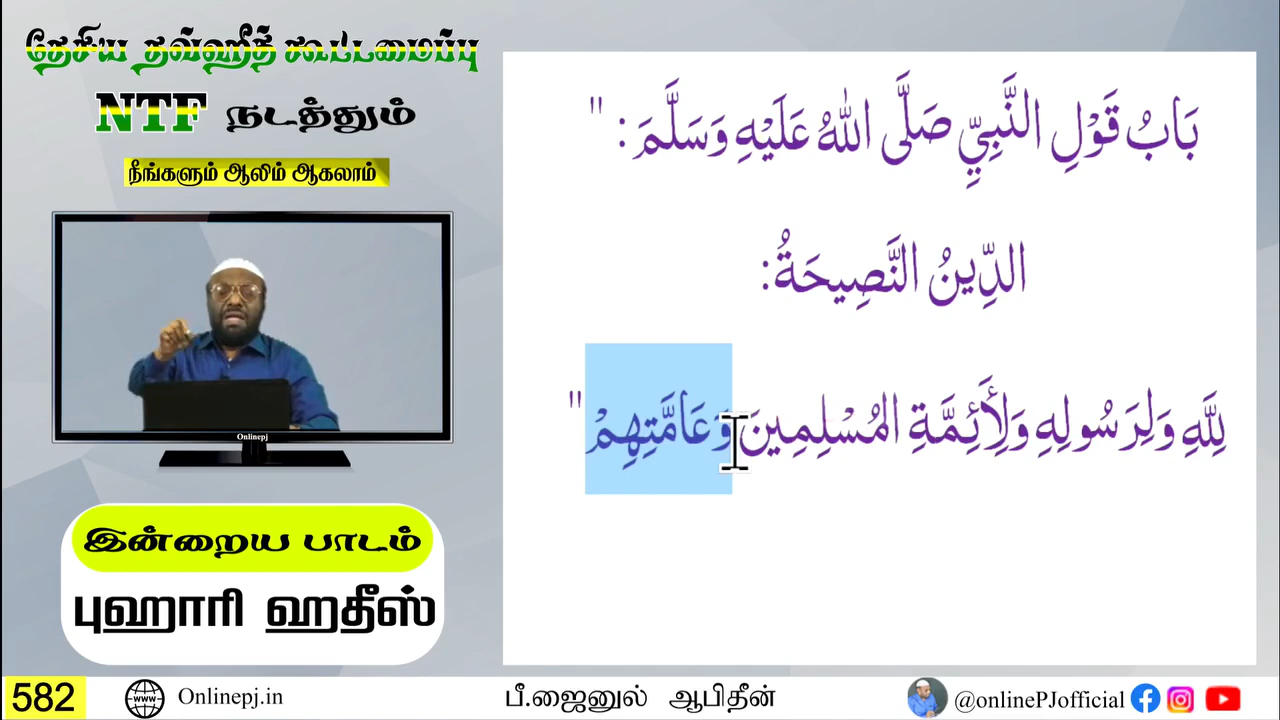 தேசிய தவ்ஹீத் கூட்டமைப்பு
NTF நடத்தும்
நீங்களும் ஆலிம் ஆகலாம்
Onlinepj
இன்றைய பாடம்
புஹாரி ஹதீஸ்
بَابُ قَوْلِ النَّبِيِّ صَلَّى اللهُ عَلَيْهِ وَسَلَّمَ: "
الدِّينُ النَّصِيحَةُ:
لِلَّهِ وَلِرَسُولِهِ وَلِأَئِمَّةِ المُسْلِمِينَ وَعَامَّتِهِمْ "
582 www Onlinepj.in பீ.ஜைனுல் ஆபிதீன் @onlinePJofficial